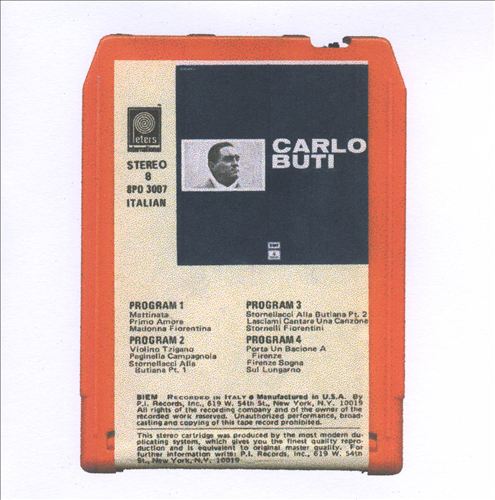 Peters
STEREO
8
8PO 3007
ITALIAN
CARLO
BUTI
EMI
PROGRAM 1
Mattinata
Primo Amore
Madonna Fiorentina
PROGRAM 2
Violino Tzigano
Paginella Campagnola
Stornellacci Alla
Butiana Pt. 1
PROGRAM 3
Stornellacci Alla Butiana Pt. 2
Lasciami Cantare Una Canzone
Stornelli Fiorentini
PROGRAM 4
Porta Un Bacione A
Firenze
Firenze Sogna
Sul Lungarno
BIEM RECORDED IN ITALY ● Manufactured in U.S.A. By
P.I. Records, Inc., 619 W. 54th St., New York, N.Y. 10019
All rights of the recording company and of the owner of the
recorded work reserved. Unauthorized performance, broad-
casting and copying of this tape record prohibited.
This stereo cartridge was produced by the most modern du-
plicating system, which gives you the finest quality repro-
duction and is equivalent to original master quality. For
further information write: P.I. Records, Inc., 619 W. 54th
St., New York, N.Y. 10019